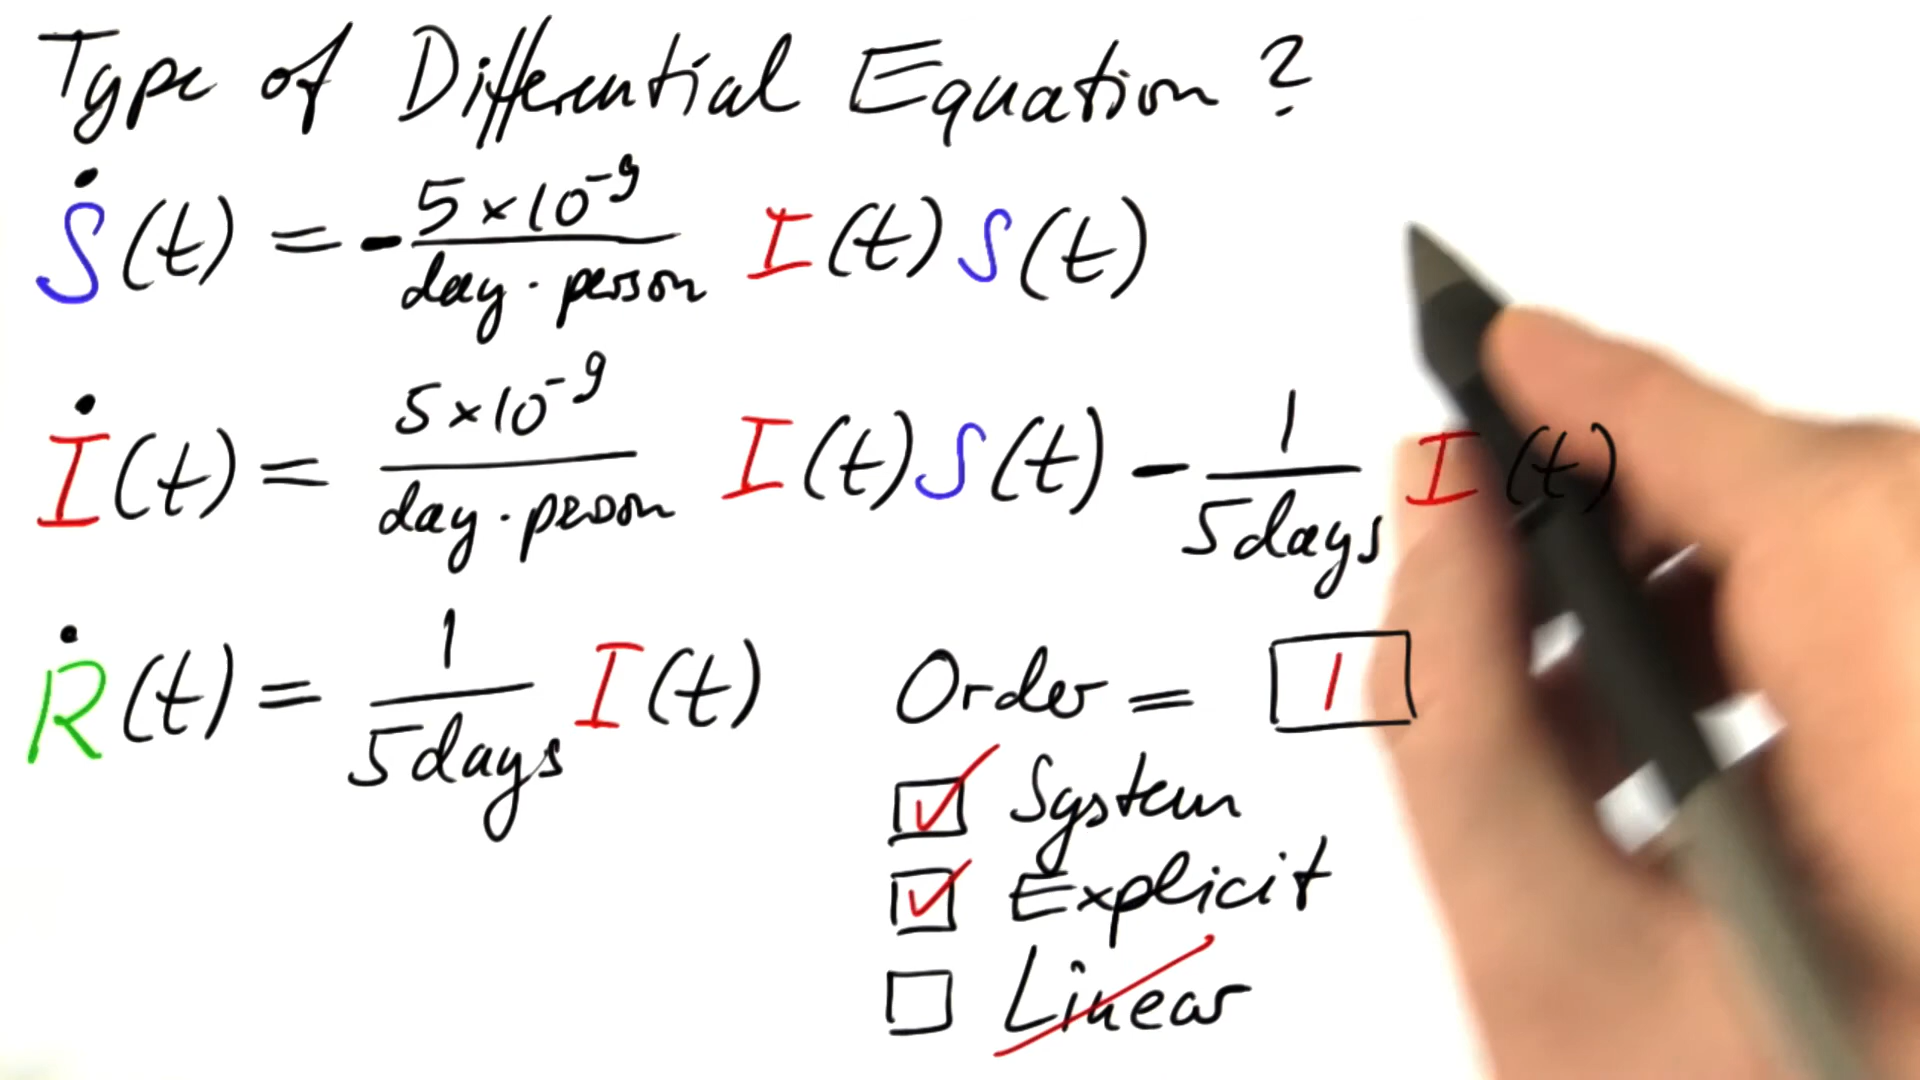 Type of Differential Equation?
Ṡ(t) = - 5×10⁻⁹/(day·person) I(t) S(t)
İ(t) = 5×10⁻⁹/(day·person) I(t) S(t) - 1/(5days) I(t)
Ṙ(t) = 1/(5days) I(t)
Order = 1
☑ System
☑ Explicit
☐ Linear